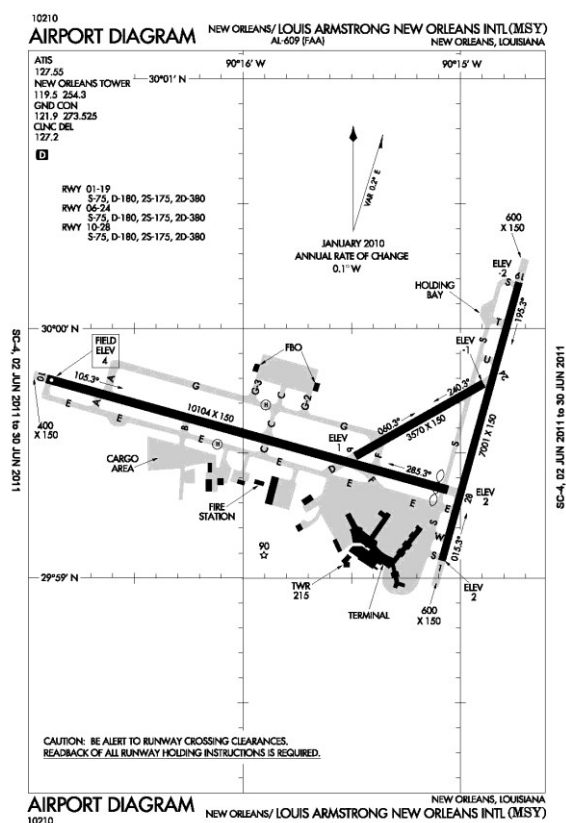 10210
AIRPORT DIAGRAM
NEW ORLEANS/ LOUIS ARMSTRONG NEW ORLEANS INTL (MSY)
AL-609 (FAA)
NEW ORLEANS, LOUISIANA
ATIS
127.55
NEW ORLEANS TOWER
119.5 254.3
GND CON
121.9 273.525
CLNC DEL
127.2
D
90°16'W
90°15'W
30°01'N
RWY 01-19
S-75, D-180, 2S-175, 2D-380
RWY 06-24
S-75, D-180, 2S-175, 2D-380
RWY 10-28
S-75, D-180, 2S-175, 2D-380
VAR 0.2° E
JANUARY 2010
ANNUAL RATE OF CHANGE
0.1° W
600
X 150
ELEV
-2
19
S
HOLDING
BAY
T
195.3°
S
U
30°00'N
FIELD
ELEV
4
FBO
ELEV
-1
A
24
10
105.3°
G
G-3
C
G-2
240.3°
A
10104 X 150
H
C
G
060.3°
3570 X 150
7001 X 150
E
E
400
X 150
B
E
H
C
C
ELEV
1
6
F
S
CARGO
AREA
E
D
E
F
285.3°
28
E
E
ELEV
2
FIRE
STATION
S
W
S
015.3°
90
1
29°59'N
TWR
215
TERMINAL
600
X 150
ELEV
2
SC-4, 02 JUN 2011 to 30 JUN 2011
SC-4, 02 JUN 2011 to 30 JUN 2011
CAUTION: BE ALERT TO RUNWAY CROSSING CLEARANCES.
READBACK OF ALL RUNWAY HOLDING INSTRUCTIONS IS REQUIRED.
AIRPORT DIAGRAM
10210
NEW ORLEANS, LOUISIANA
NEW ORLEANS/ LOUIS ARMSTRONG NEW ORLEANS INTL (MSY)